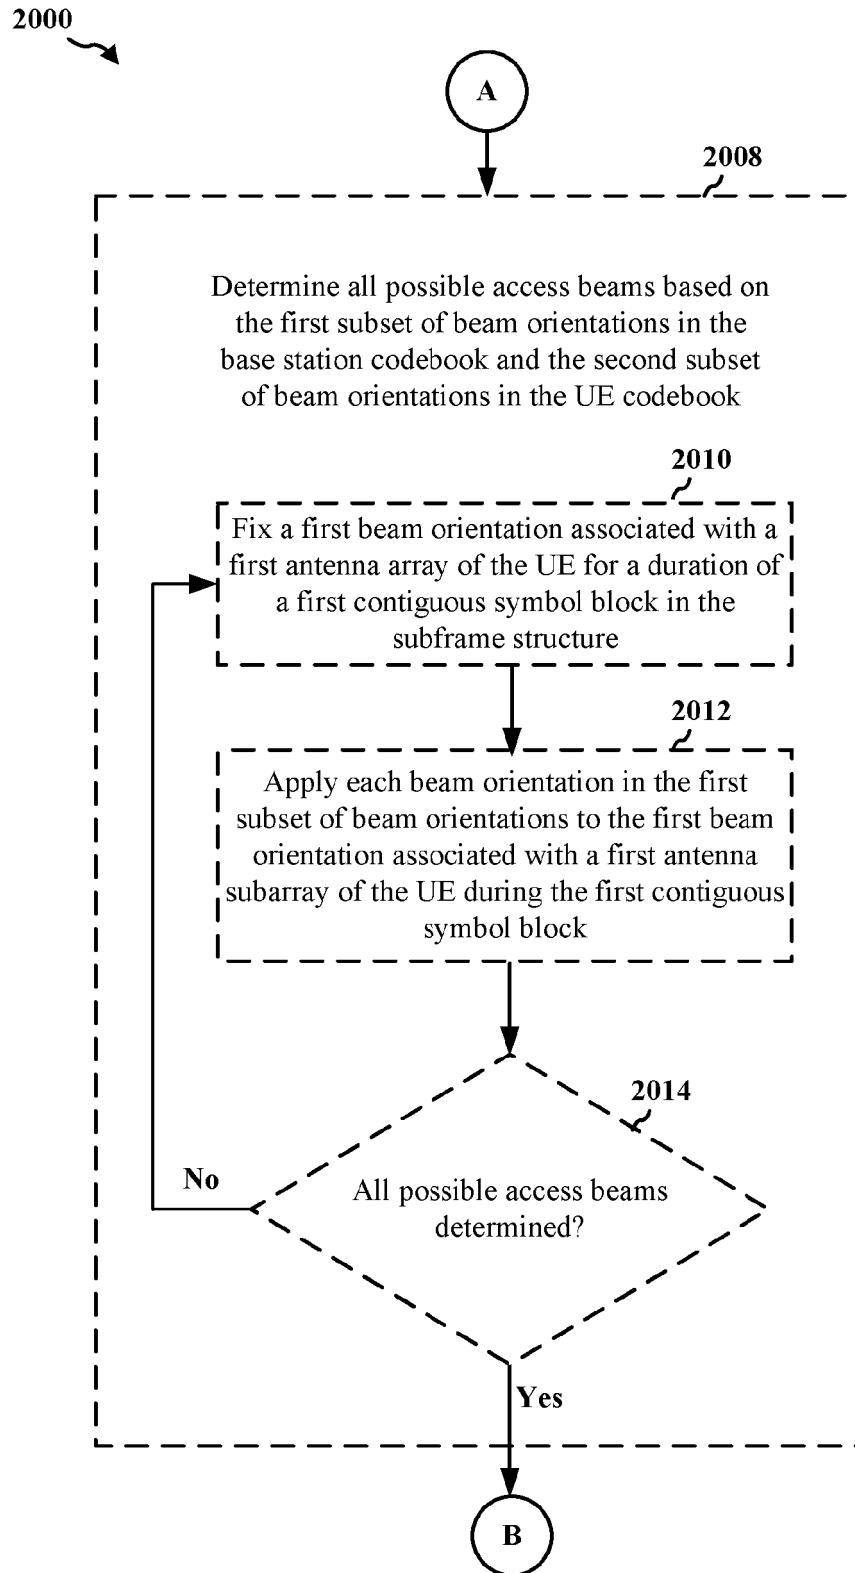 2000
A
2008
Determine all possible access beams based on
the first subset of beam orientations in the
base station codebook and the second subset
of beam orientations in the UE codebook
2010
Fix a first beam orientation associated with a
first antenna array of the UE for a duration of
a first contiguous symbol block in the
subframe structure
2012
Apply each beam orientation in the first
subset of beam orientations to the first beam
orientation associated with a first antenna
subarray of the UE during the first contiguous
symbol block
2014
No
All possible access beams
determined?
Yes
B